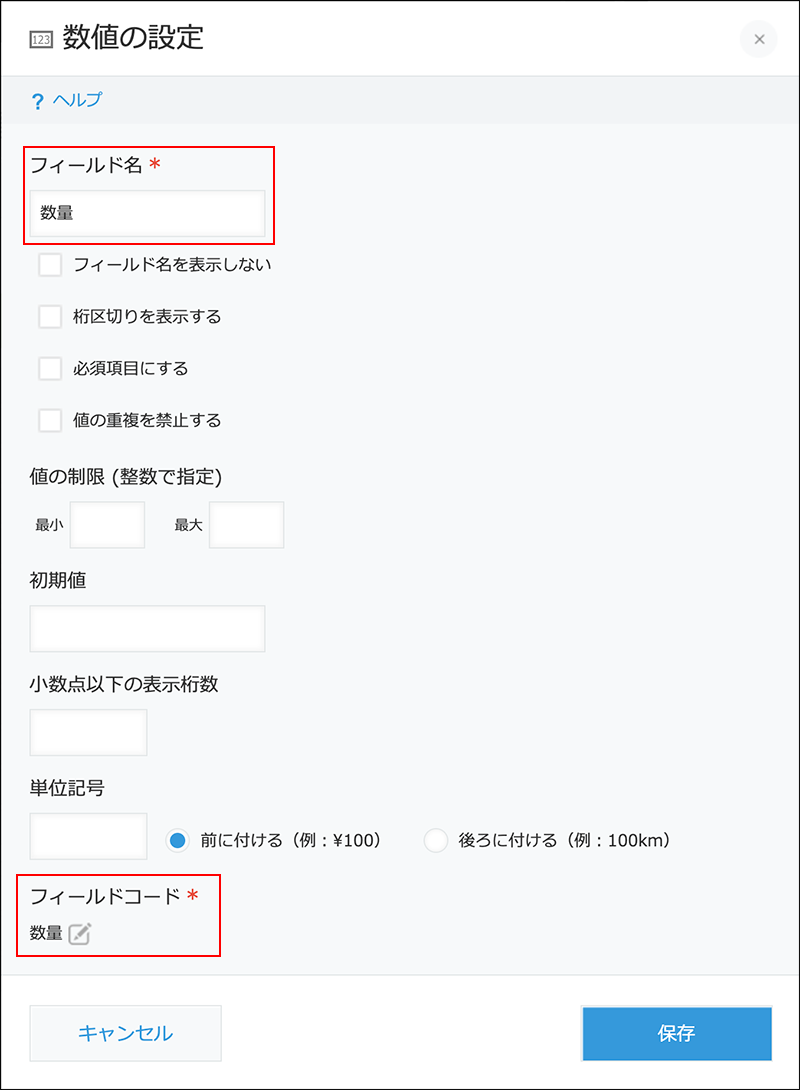 123 数値の設定
×
? ヘルプ
フィールド名 *
数量
フィールド名を表示しない
桁区切りを表示する
必須項目にする
値の重複を禁止する
値の制限 (整数で指定)
最小 最大
初期値
小数点以下の表示桁数
単位記号
前に付ける（例：¥100） 後ろに付ける（例：100km）
フィールドコード *
数量
キャンセル 保存